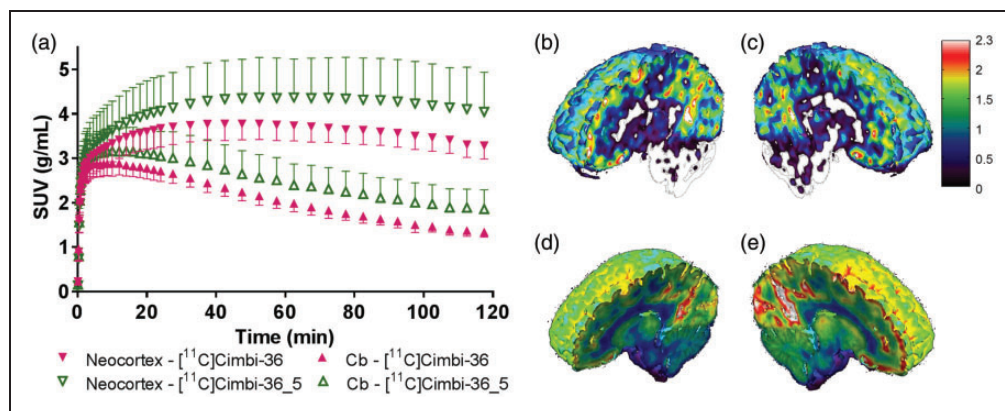 (a)
SUV (g/mL)
5
4
3
2
1
0
0 20 40 60 80 100 120
Time (min)
Neocortex - [¹¹C]Cimbi-36
Cb - [¹¹C]Cimbi-36
Neocortex - [¹¹C]Cimbi-36_5
Cb - [¹¹C]Cimbi-36_5
(b)
(c)
2.3
2
1.5
1
0.5
0
(d)
(e)